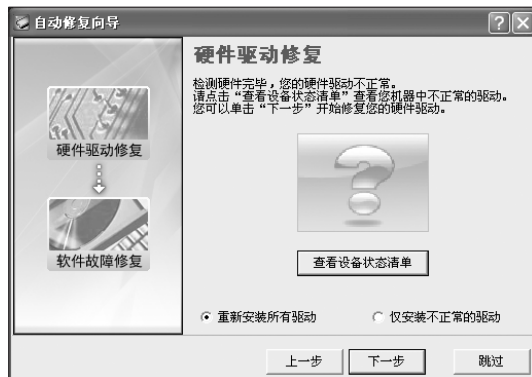 自动修复向导
硬件驱动修复
软件故障修复
硬件驱动修复
检测硬件完毕，您的硬件驱动不正常。
请点击“查看设备状态清单”查看您机器中不正常的驱动。
您可以单击“下一步”开始修复您的硬件驱动。
查看设备状态清单
重新安装所有驱动
仅安装不正常的驱动
上一步
下一步
跳过